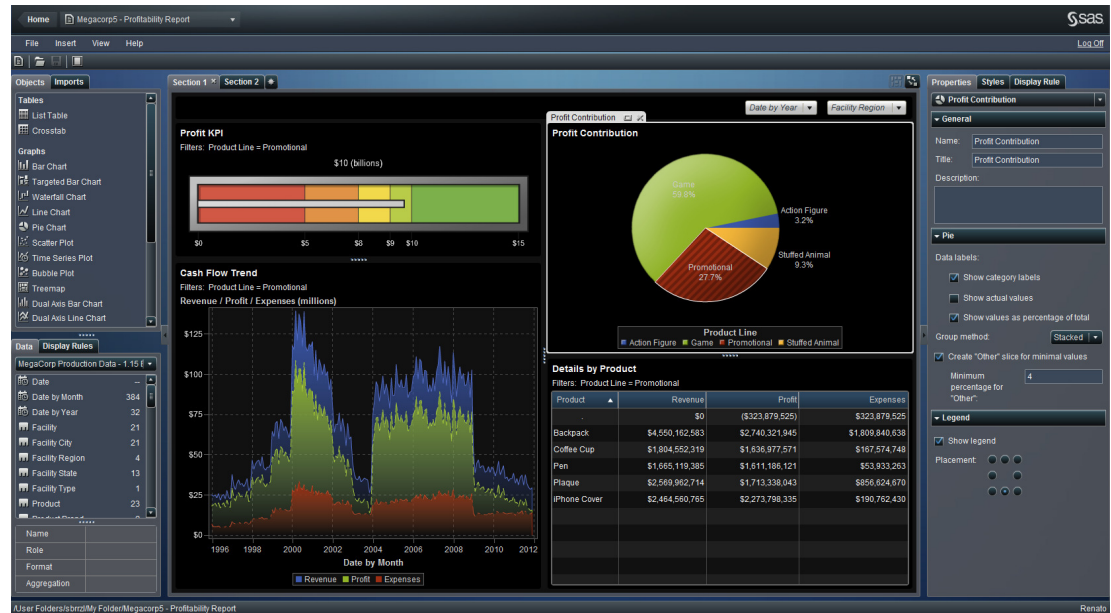 Home Megacorp5 - Profitability Report
sas
File Insert View Help
Log Off
Objects Imports
Tables
List Table
Crosstab
Graphs
Bar Chart
Targeted Bar Chart
Waterfall Chart
Line Chart
Pie Chart
Scatter Plot
Time Series Plot
Bubble Plot
Treemap
Dual Axis Bar Chart
Dual Axis Line Chart
Data Display Rules
MegaCorp Production Data - 1.15 E
Date --
Date by Month 384
Date by Year 32
Facility 21
Facility City 21
Facility Region 4
Facility State 13
Facility Type 1
Product 23
Name
Role
Format
Aggregation
Section 1 Section 2
Date by Year Facility Region
Profit KPI
Filters: Product Line = Promotional
$10 (billions)
$0 $5 $8 $9 $10 $15
Cash Flow Trend
Filters: Product Line = Promotional
Revenue / Profit / Expenses (millions)
$125
$100
$75
$50
$25
$0
1996 1998 2000 2002 2004 2006 2008 2010 2012
Date by Month
Revenue Profit Expenses
Profit Contribution
Profit Contribution
Game
58.8%
Action Figure
3.2%
Stuffed Animal
9.3%
Promotional
27.7%
Product Line
Action Figure Game Promotional Stuffed Animal
Details by Product
Filters: Product Line = Promotional
Product Revenue Profit Expenses
. $0 ($323,879,525) $323,879,525
Backpack $4,550,162,583 $2,740,321,945 $1,809,840,638
Coffee Cup $1,804,552,319 $1,636,977,571 $167,574,748
Pen $1,665,119,385 $1,611,186,121 $53,933,263
Plaque $2,569,962,714 $1,713,338,043 $856,624,670
iPhone Cover $2,464,560,765 $2,273,798,335 $190,762,430
Properties Styles Display Rule
Profit Contribution
General
Name: Profit Contribution
Title: Profit Contribution
Description:
Pie
Data labels:
Show category labels
Show actual values
Show values as percentage of total
Group method: Stacked
Create "Other" slice for minimal values
Minimum 4
percentage for
"Other":
Legend
Show legend
Placement:
/User Folders/sbrrzl/My Folder/Megacorp5 - Profitability Report
Renato